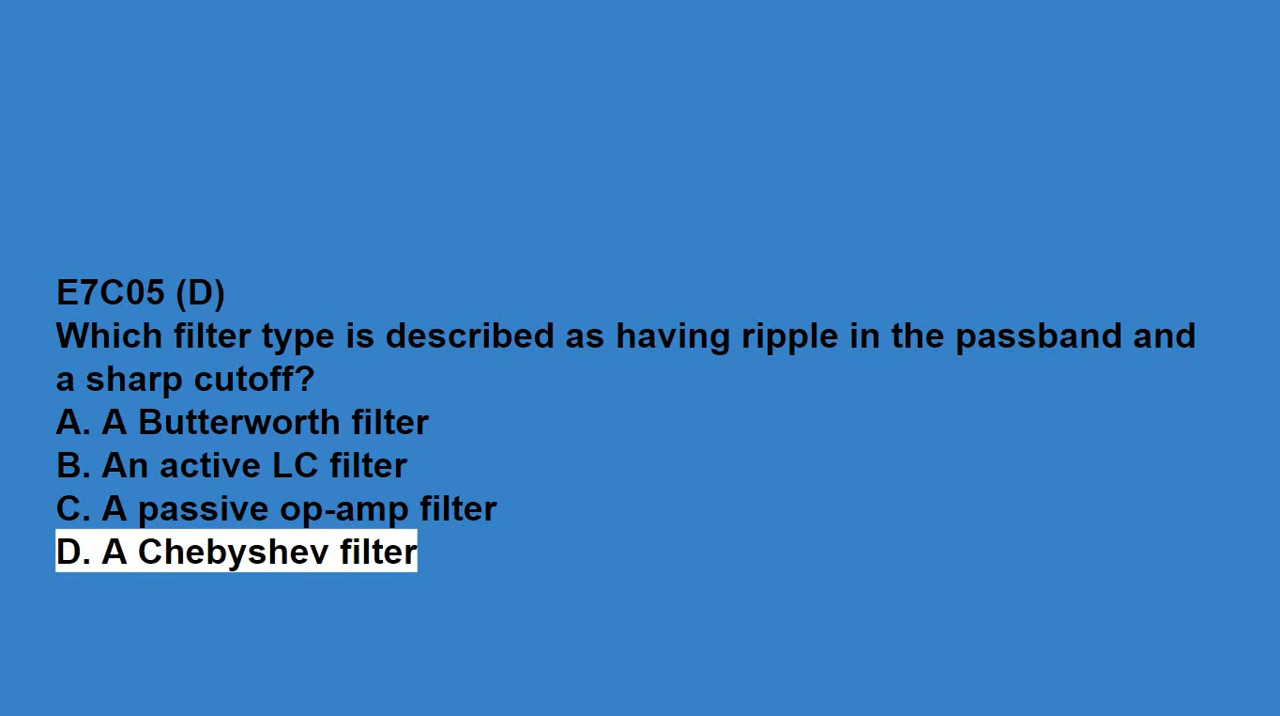 E7C05 (D)
Which filter type is described as having ripple in the passband and
a sharp cutoff?
A. A Butterworth filter
B. An active LC filter
C. A passive op-amp filter
D. A Chebyshev filter